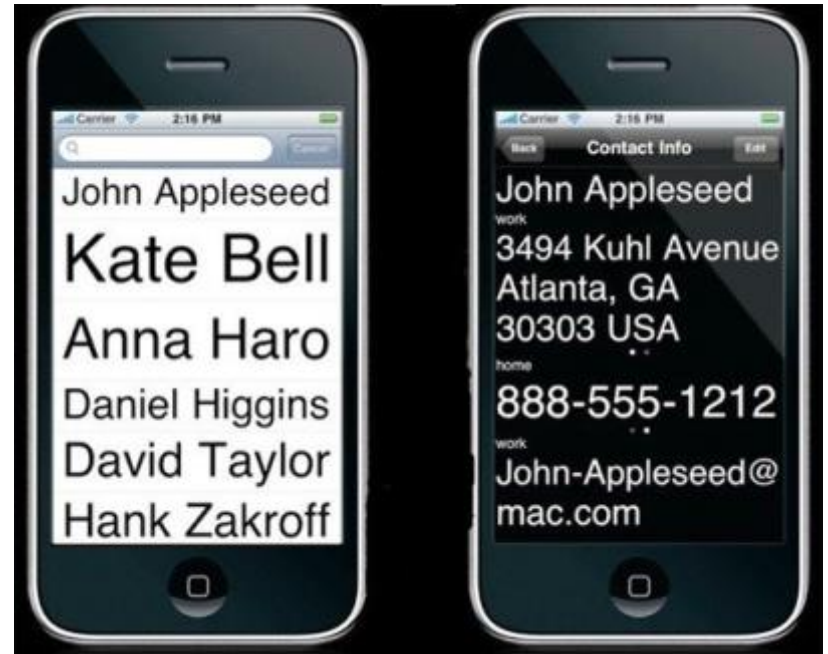 Carrier 2:16 PM
Cancel
John Appleseed
Kate Bell
Anna Haro
Daniel Higgins
David Taylor
Hank Zakroff
Carrier 2:16 PM
Back Contact Info Edit
John Appleseed
work
3494 Kuhl Avenue
Atlanta, GA
30303 USA
home
888-555-1212
work
John-Appleseed@
mac.com